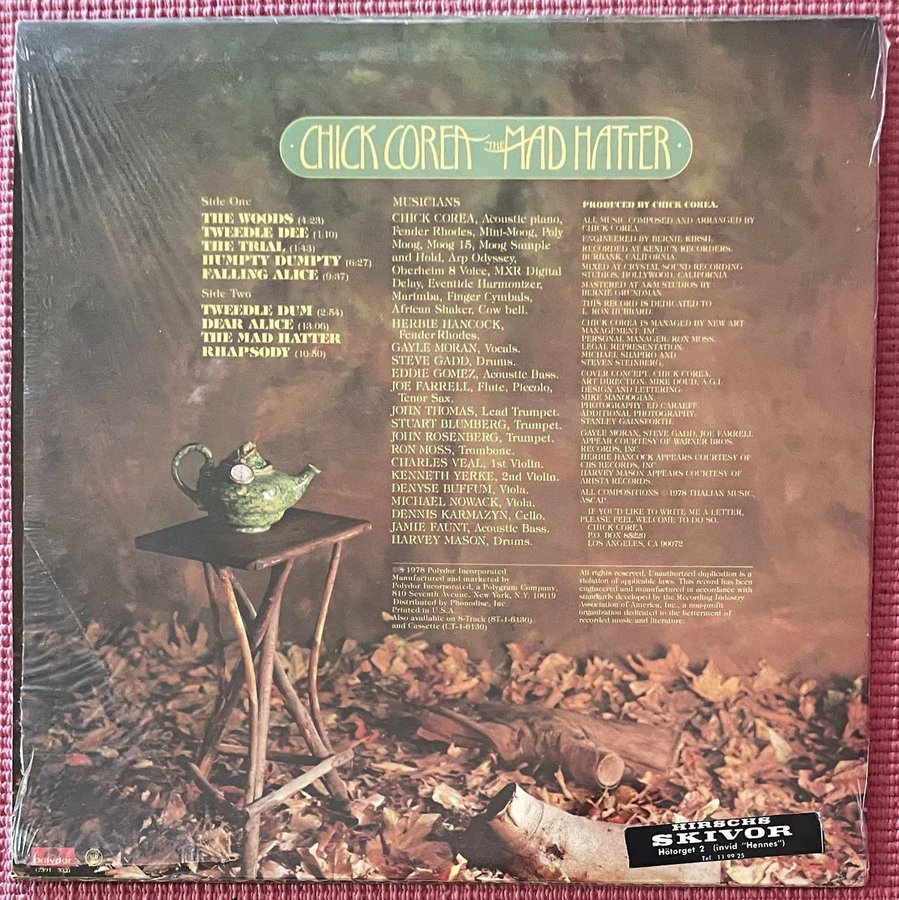 CHICK COREA THE MAD HATTER
Side One
THE WOODS (4:23)
TWEEDLE DEE (1:10)
THE TRIAL (1:43)
HUMPTY DUMPTY (6:27)
FALLING ALICE (9:37)
Side Two
TWEEDLE DUM (2:54)
DEAR ALICE (13:06)
THE MAD HATTER
RHAPSODY (10:50)
MUSICIANS
CHICK COREA, Acoustic piano,
Fender Rhodes, Mini-Moog, Poly
Moog, Moog 15, Moog Sample
and Hold, Arp Odyssey,
Oberheim 8 Voice, MXR Digital
Delay, Eventide Harmonizer,
Marimba, Finger Cymbals,
African Shaker, Cow bell.
HERBIE HANCOCK,
Fender Rhodes.
GAYLE MORAN, Vocals.
STEVE GADD, Drums.
EDDIE GOMEZ, Acoustic Bass.
JOE FARRELL, Flute, Piccolo,
Tenor Sax.
JOHN THOMAS, Lead Trumpet.
STUART BLUMBERG, Trumpet.
JOHN ROSENBERG, Trumpet.
RON MOSS, Trombone.
CHARLES VEAL, 1st Violin.
KENNETH YERKE, 2nd Violin.
DENYSE BUFFUM, Viola.
MICHAEL NOWACK, Viola.
DENNIS KARMAZYN, Cello.
JAMIE FAUNT, Acoustic Bass.
HARVEY MASON, Drums.
PRODUCED BY CHICK COREA.
ALL MUSIC COMPOSED AND ARRANGED BY
CHICK COREA.
ENGINEERED BY BERNIE KIRSH.
RECORDED AT KENDUN RECORDERS,
BURBANK, CALIFORNIA.
MIXED AT CRYSTAL SOUND RECORDING
STUDIOS, HOLLYWOOD, CALIFORNIA.
MASTERED AT A&M STUDIOS BY
BERNIE GRUNDMAN.
THIS RECORD IS DEDICATED TO
L. RON HUBBARD.
CHICK COREA IS MANAGED BY NEW ART
MANAGEMENT, INC.
PERSONAL MANAGER: RON MOSS.
LEGAL REPRESENTATION,
MICHAEL SHAPIRO AND
STEVEN STEINBERG.
COVER CONCEPT, CHICK COREA.
ART DIRECTION, MIKE DOUD, A.G.I.
DESIGN AND LETTERING:
MIKE MANOOGIAN.
PHOTOGRAPHY: ED CARAEFF.
ADDITIONAL PHOTOGRAPHY:
STANLEY GAINSFORTH.
GAYLE MORAN, STEVE GADD, JOE FARRELL
APPEAR COURTESY OF WARNER BROS.
RECORDS, INC.
HERBIE HANCOCK APPEARS COURTESY OF
CBS RECORDS, INC.
HARVEY MASON APPEARS COURTESY OF
ARISTA RECORDS.
ALL COMPOSITIONS © 1978 THALIAN MUSIC,
ASCAP.
IF YOU'D LIKE TO WRITE ME A LETTER,
PLEASE FEEL WELCOME TO DO SO.
CHICK COREA
P.O. BOX 85220
LOS ANGELES, CA 90072
℗© 1978 Polydor Incorporated
Manufactured and marketed by
Polydor Incorporated, a Polygram Company,
810 Seventh Avenue, New York, N.Y. 10019
Distributed by Phonodisc, Inc.
Printed in U.S.A.
Also available on 8-Track (8T-1-6130)
and Cassette (CT-1-6130)
All rights reserved. Unauthorized duplication is a
violation of applicable laws. This record has been
engineered and manufactured in accordance with
standards developed by the Recording Industry
Association of America, Inc., a non-profit
organization dedicated to the betterment of
recorded music and literature.
polydor
HIRSCHS
SKIVOR
Hötorget 2 (invid "Hennes")
Tel 11 99 25